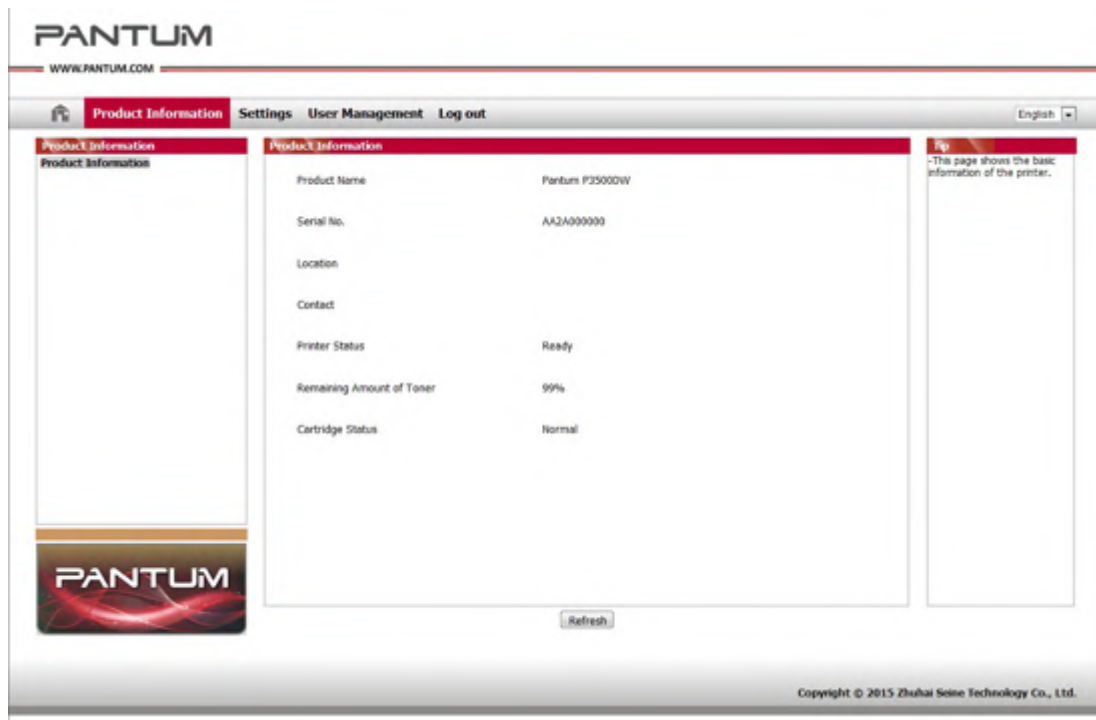 PANTUM
WWW.PANTUM.COM
Product Information Settings User Management Log out English
Product Information
Product Information
Product Information
Product Name Pantum P3500DW
Serial No. AA2A000000
Location
Contact
Printer Status Ready
Remaining Amount of Toner 99%
Cartridge Status Normal
Refresh
Tip
-This page shows the basic
information of the printer.
PANTUM
Copyright © 2015 Zhuhai Seine Technology Co., Ltd.